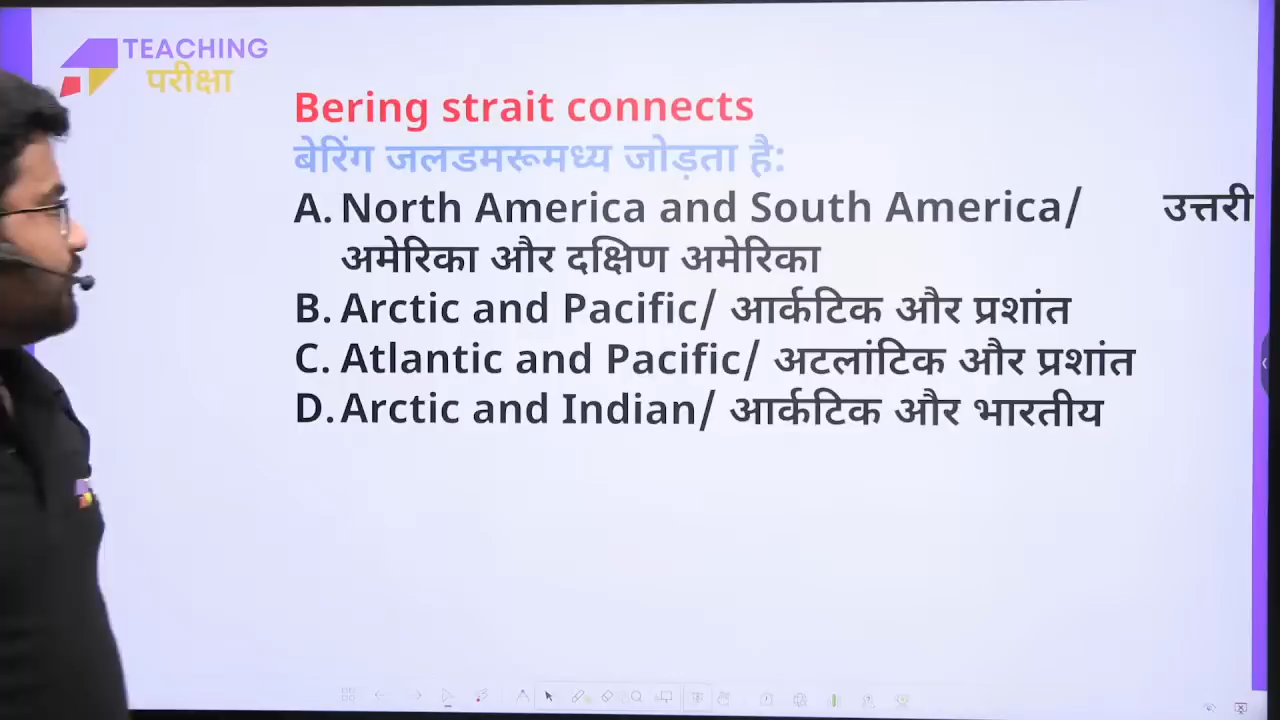 TEACHING
परीक्षा
Bering strait connects
बेरिंग जलडमरूमध्य जोड़ता है:
A. North America and South America/ उत्तरी
अमेरिका और दक्षिण अमेरिका
B. Arctic and Pacific/ आर्कटिक और प्रशांत
C. Atlantic and Pacific/ अटलांटिक और प्रशांत
D. Arctic and Indian/ आर्कटिक और भारतीय